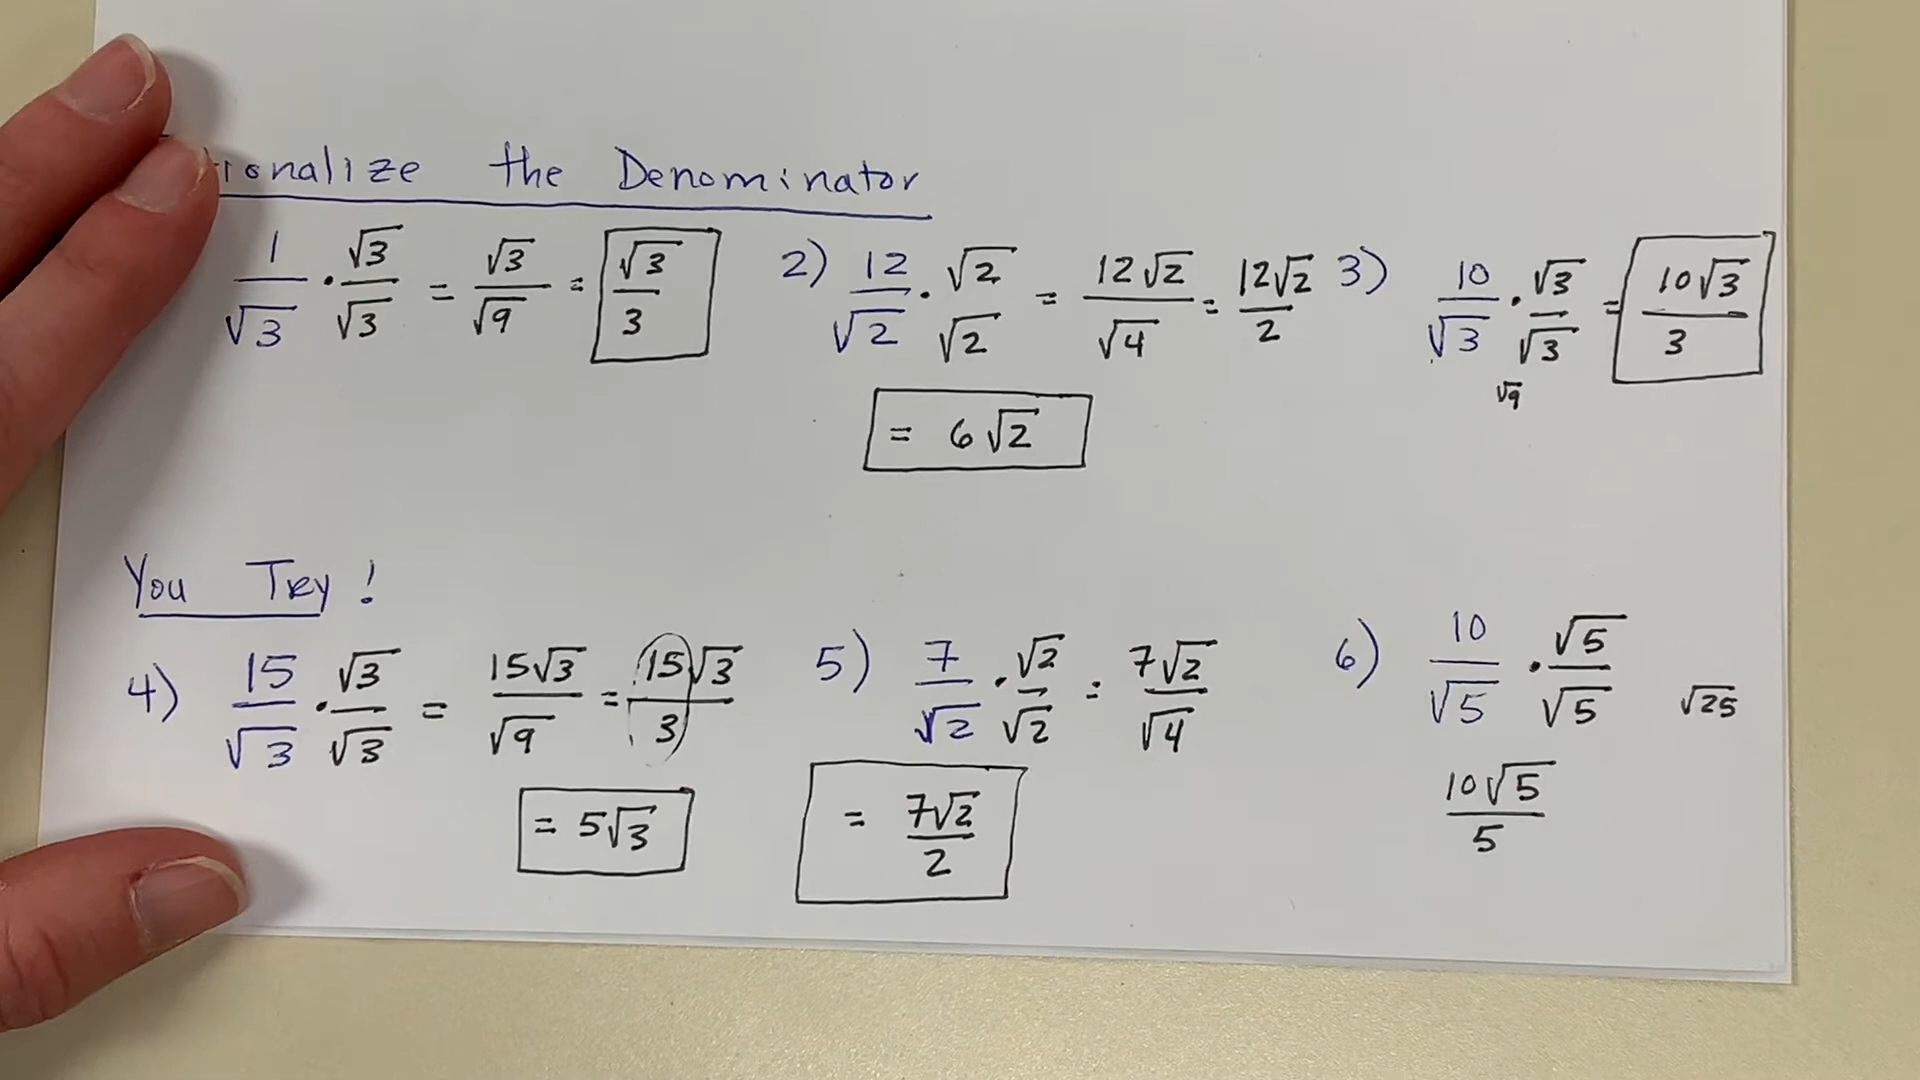 tionalize the Denominator
1/√3 · √3/√3 = √3/√9 = √3/3
2) 12/√2 · √2/√2 = 12√2/√4 = 12√2/2
= 6√2
3) 10/√3 · √3/√3 = 10√3/3
√9
You Try!
4) 15/√3 · √3/√3 = 15√3/√9 = 15√3/3
= 5√3
5) 7/√2 · √2/√2 = 7√2/√4
= 7√2/2
6) 10/√5 · √5/√5 √25
10√5/5